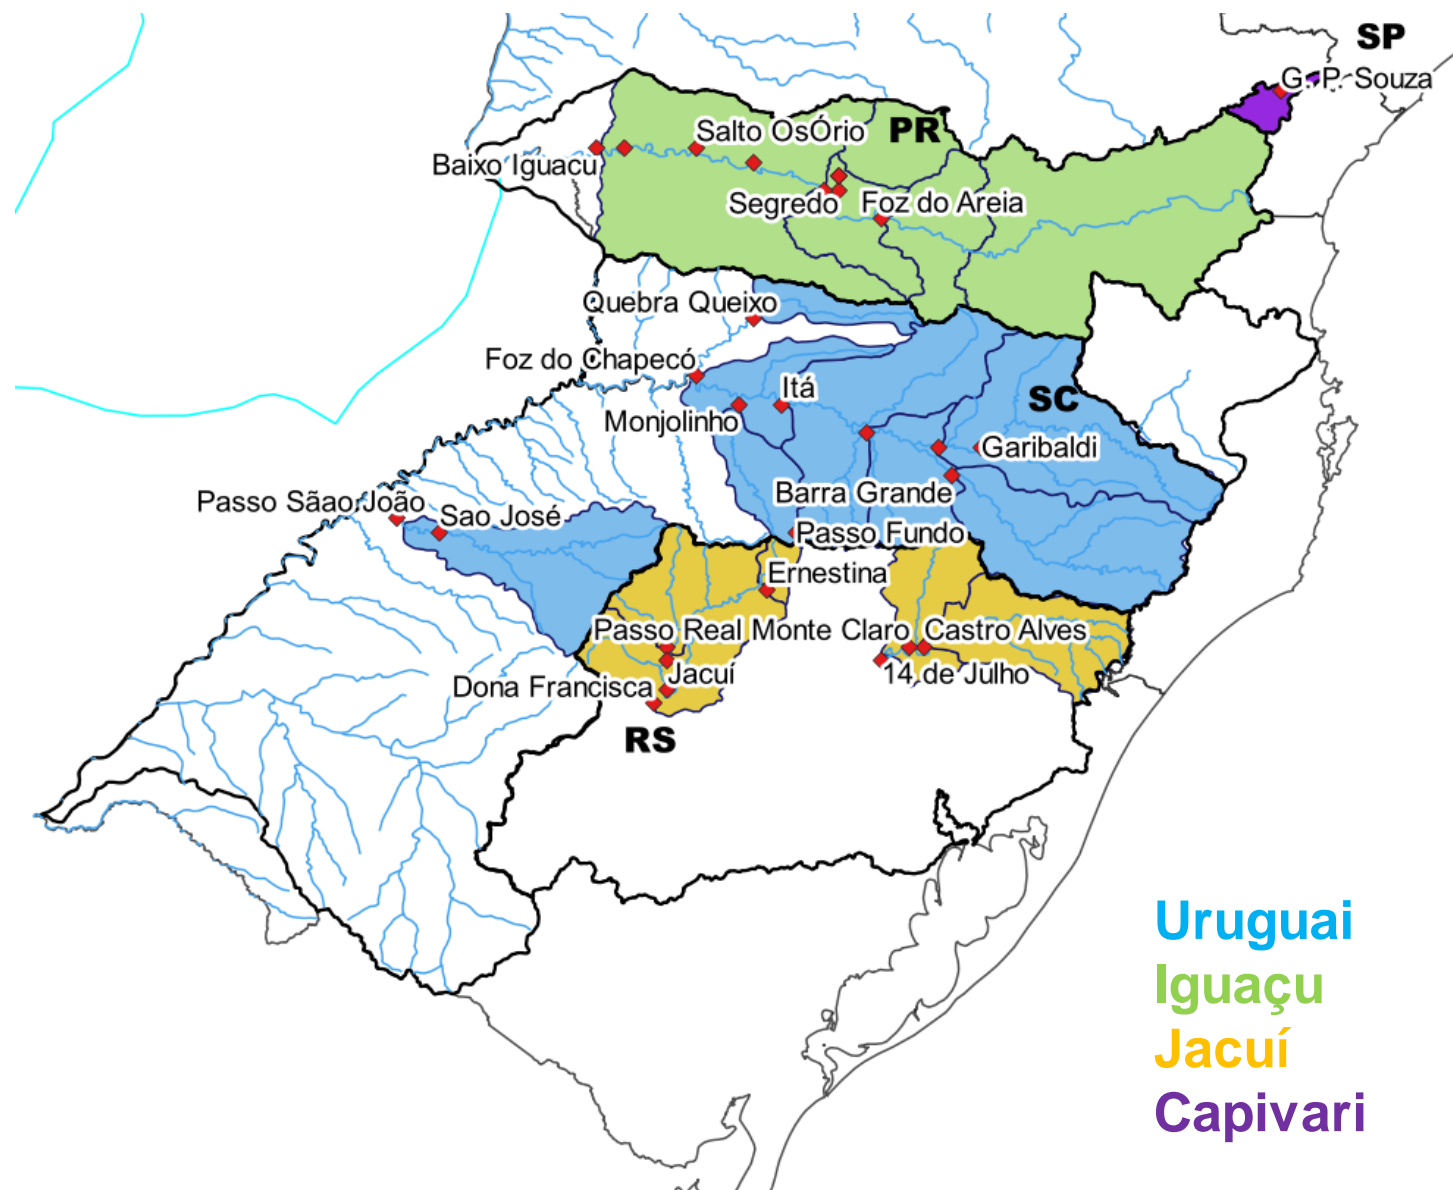 SP
G. P. Souza
Salto OsÓrio
PR
Baixo Iguacu
Segredo
Foz do Areia
Quebra Queixo
Foz do Chapecó
Itá
SC
Monjolinho
Garibaldi
Barra Grande
Passo Sãao João
Sao José
Passo Fundo
Ernestina
Passo Real
Monte Claro
Castro Alves
Jacuí
14 de Julho
Dona Francisca
RS
Uruguai
Iguaçu
Jacuí
Capivari